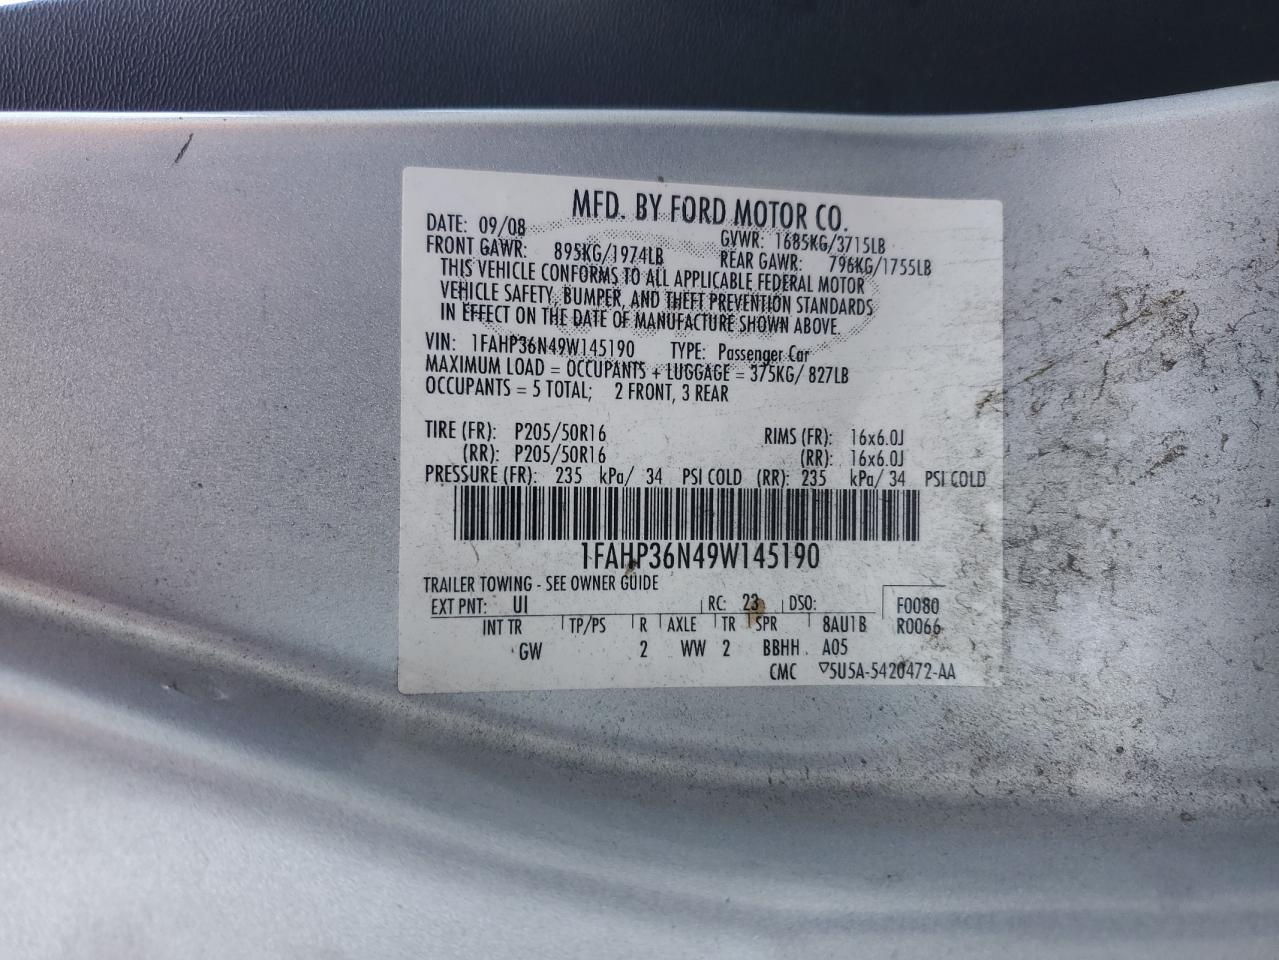 MFD. BY FORD MOTOR CO.
DATE: 09/08 GVWR: 1685KG/3715LB
FRONT GAWR: 895KG/1974LB REAR GAWR: 796KG/1755LB
THIS VEHICLE CONFORMS TO ALL APPLICABLE FEDERAL MOTOR
VEHICLE SAFETY, BUMPER, AND THEFT PREVENTION STANDARDS
IN EFFECT ON THE DATE OF MANUFACTURE SHOWN ABOVE.
VIN: 1FAHP36N49W145190 TYPE: Passenger Car
MAXIMUM LOAD = OCCUPANTS + LUGGAGE = 375KG/ 827LB
OCCUPANTS = 5 TOTAL; 2 FRONT, 3 REAR
TIRE (FR): P205/50R16 RIMS (FR): 16x6.0J
(RR): P205/50R16 (RR): 16x6.0J
PRESSURE (FR): 235 kPa/ 34 PSI COLD (RR): 235 kPa/ 34 PSI COLD
1FAHP36N49W145190
TRAILER TOWING - SEE OWNER GUIDE
EXT PNT: UI RC: 23 DSO: F0080
INT TR TP/PS R AXLE TR SPR 8AU1B R0066
GW 2 WW 2 BBHH A05
CMC ▽5U5A-5420472-AA